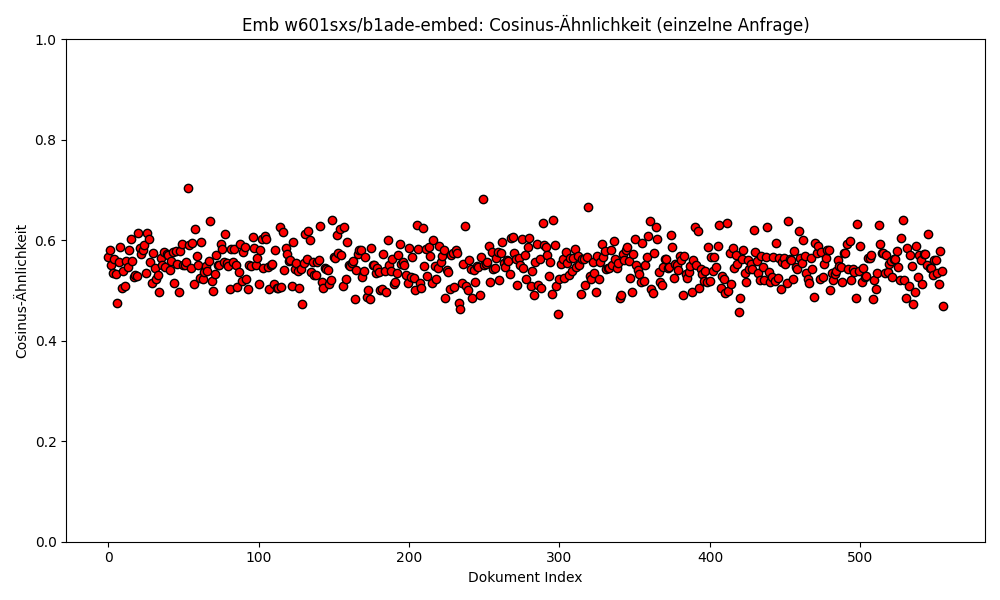 Emb w601sxs/b1ade-embed: Cosinus-Ähnlichkeit (einzelne Anfrage)
1.0
0.8
0.6
0.4
0.2
0.0
Cosinus-Ähnlichkeit
0 100 200 300 400 500
Dokument Index